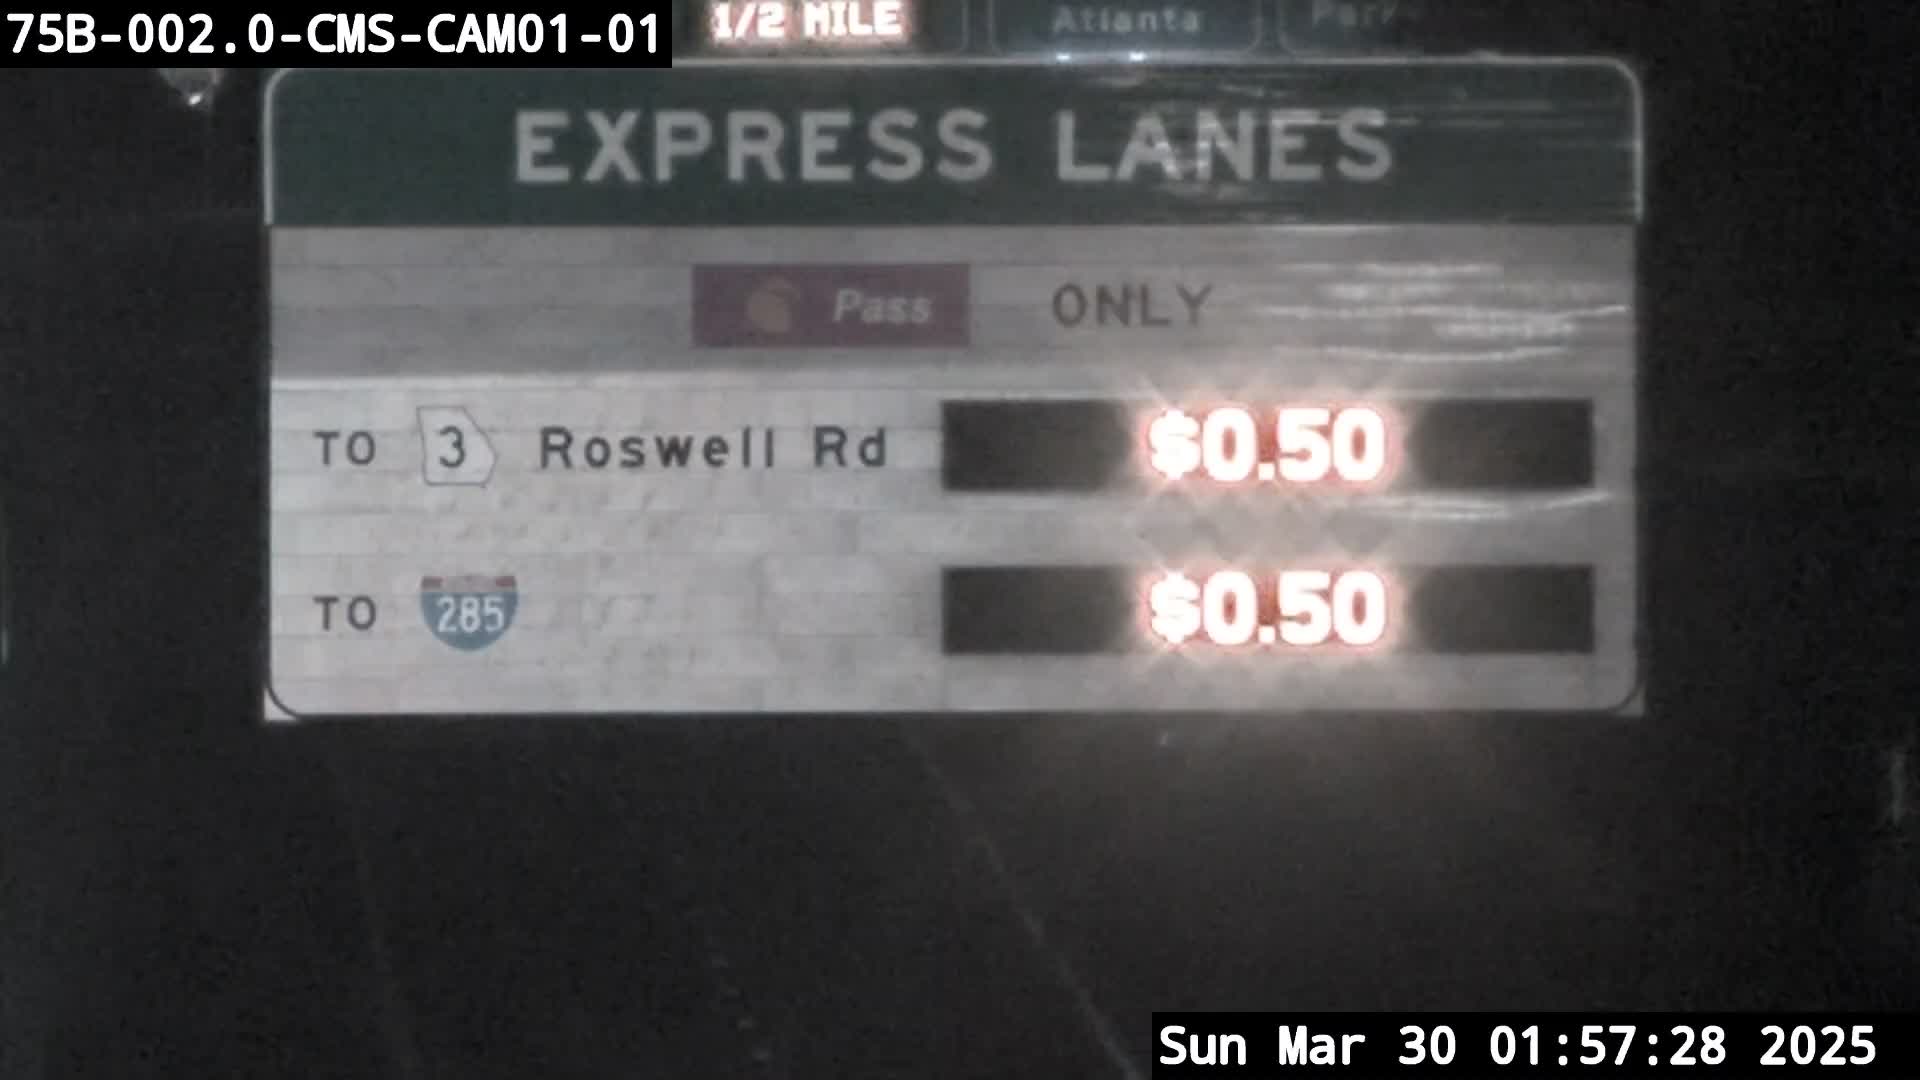 75B-002.0-CMS-CAM01-01
1/2 MILE
Atlanta
EXPRESS LANES
Pass ONLY
TO 3 Roswell Rd $0.50
TO 285 $0.50
Sun Mar 30 01:57:28 2025